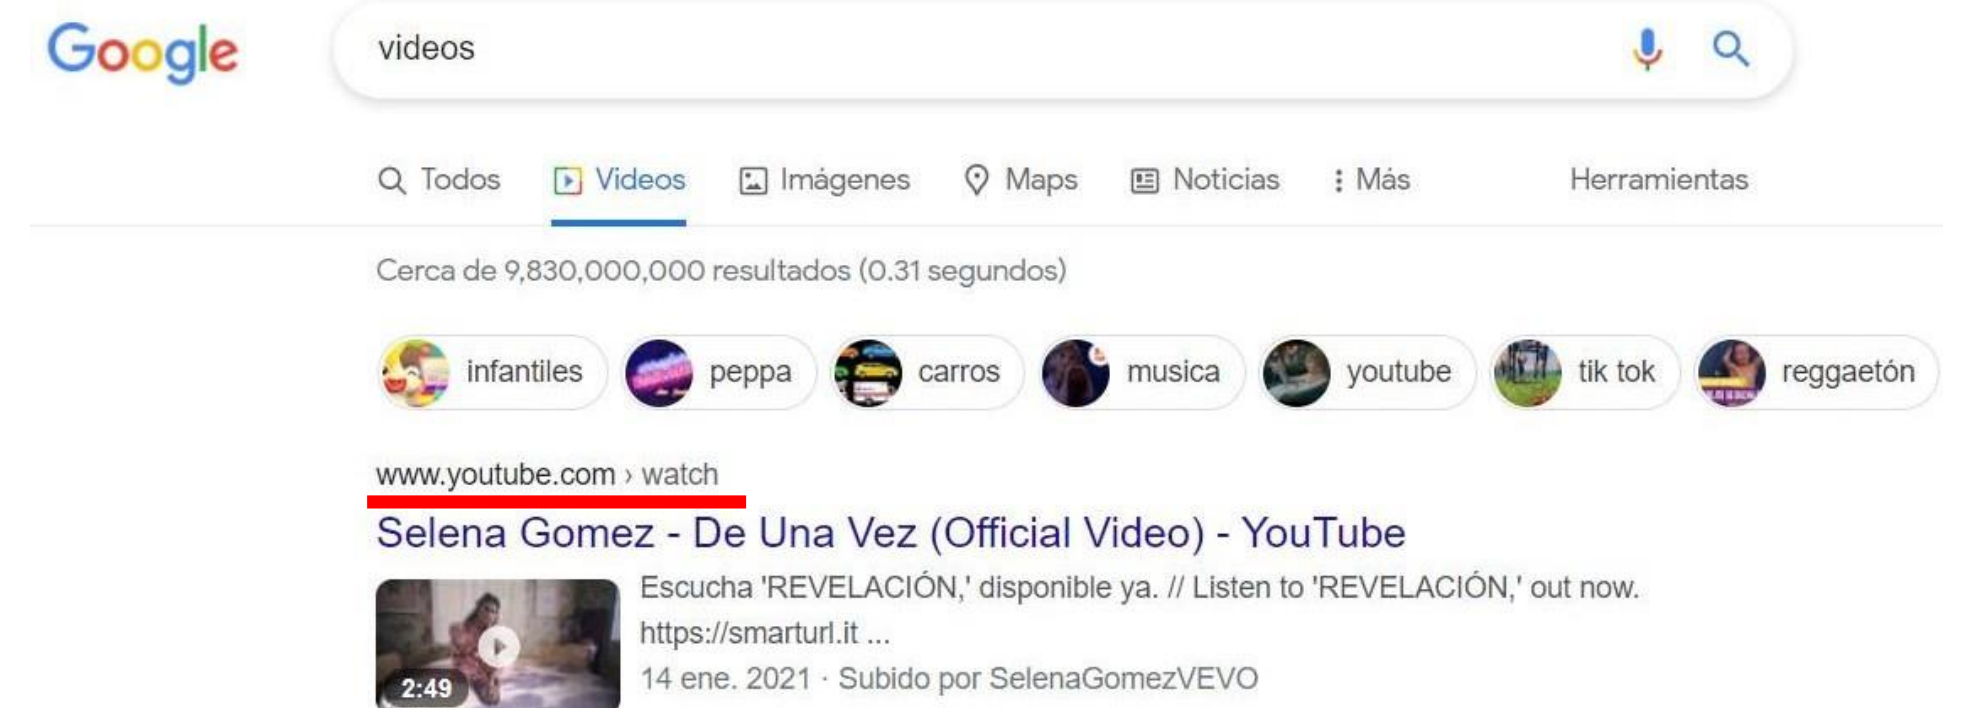 Google videos
Todos Videos Imágenes Maps Noticias Más Herramientas
Cerca de 9,830,000,000 resultados (0.31 segundos)
infantiles peppa carros musica youtube tik tok reggaetón
www.youtube.com › watch
Selena Gomez - De Una Vez (Official Video) - YouTube
Escucha 'REVELACIÓN,' disponible ya. // Listen to 'REVELACIÓN,' out now.
https://smarturl.it ...
2:49 14 ene. 2021 · Subido por SelenaGomezVEVO